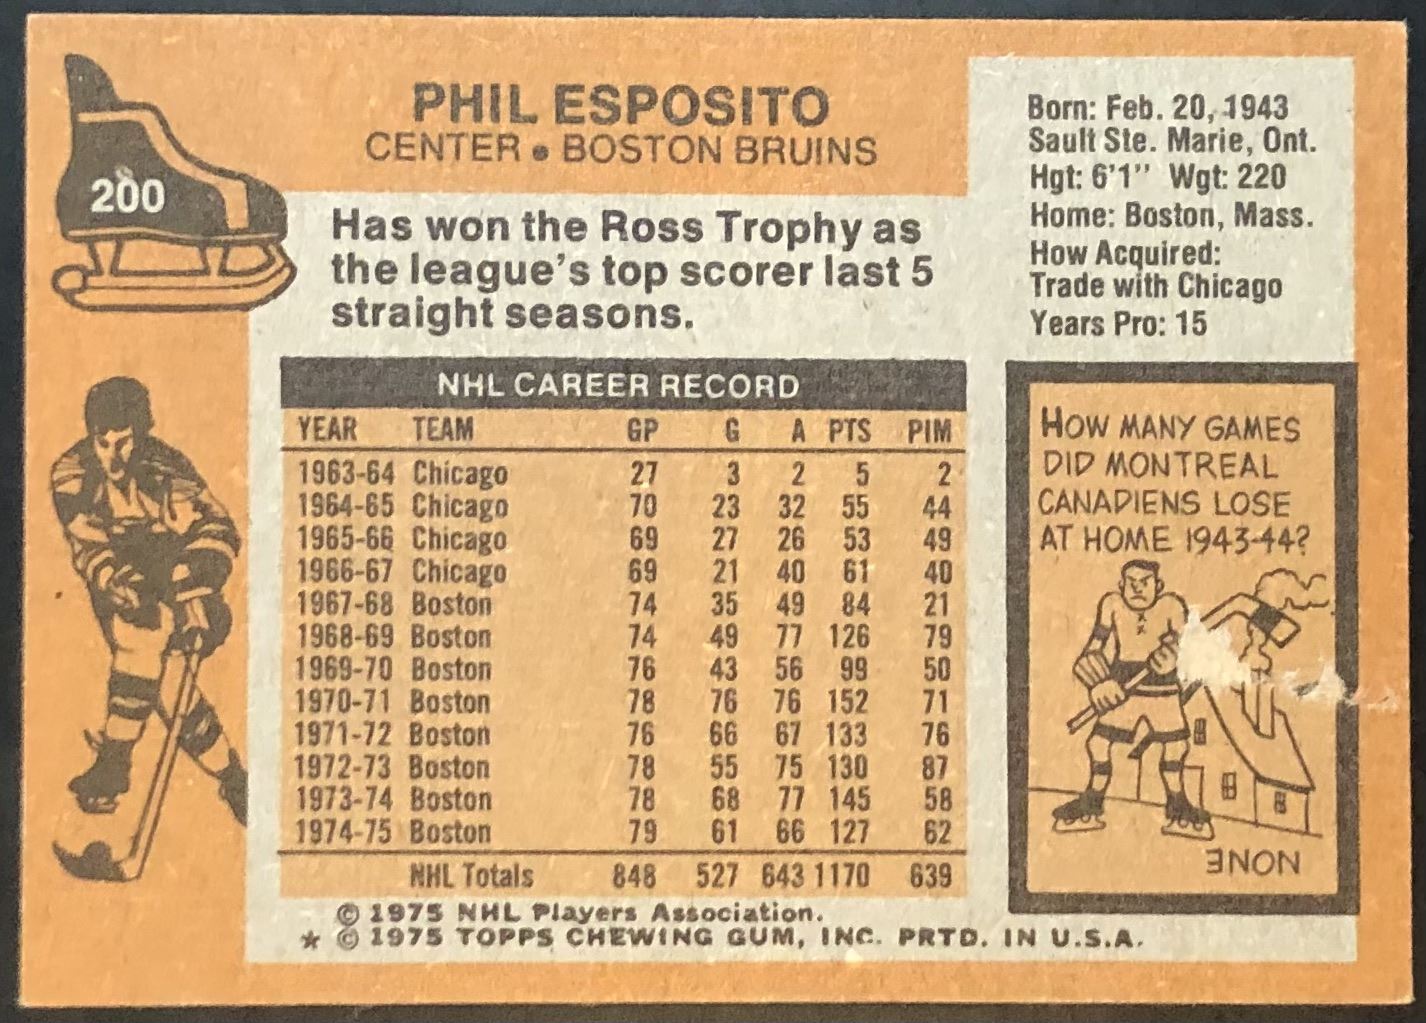 200
PHIL ESPOSITO
CENTER • BOSTON BRUINS
Has won the Ross Trophy as
the league's top scorer last 5
straight seasons.
Born: Feb. 20, 1943
Sault Ste. Marie, Ont.
Hgt: 6'1" Wgt: 220
Home: Boston, Mass.
How Acquired:
Trade with Chicago
Years Pro: 15
NHL CAREER RECORD
YEAR TEAM GP G A PTS PIM
1963-64 Chicago 27 3 2 5 2
1964-65 Chicago 70 23 32 55 44
1965-66 Chicago 69 27 26 53 49
1966-67 Chicago 69 21 40 61 40
1967-68 Boston 74 35 49 84 21
1968-69 Boston 74 49 77 126 79
1969-70 Boston 76 43 56 99 50
1970-71 Boston 78 76 76 152 71
1971-72 Boston 76 66 67 133 76
1972-73 Boston 78 55 75 130 87
1973-74 Boston 78 68 77 145 58
1974-75 Boston 79 61 66 127 62
NHL Totals 848 527 643 1170 639
HOW MANY GAMES
DID MONTREAL
CANADIENS LOSE
AT HOME 1943-44?
NONE
© 1975 NHL Players Association.
* © 1975 TOPPS CHEWING GUM, INC. PRTD. IN U.S.A.